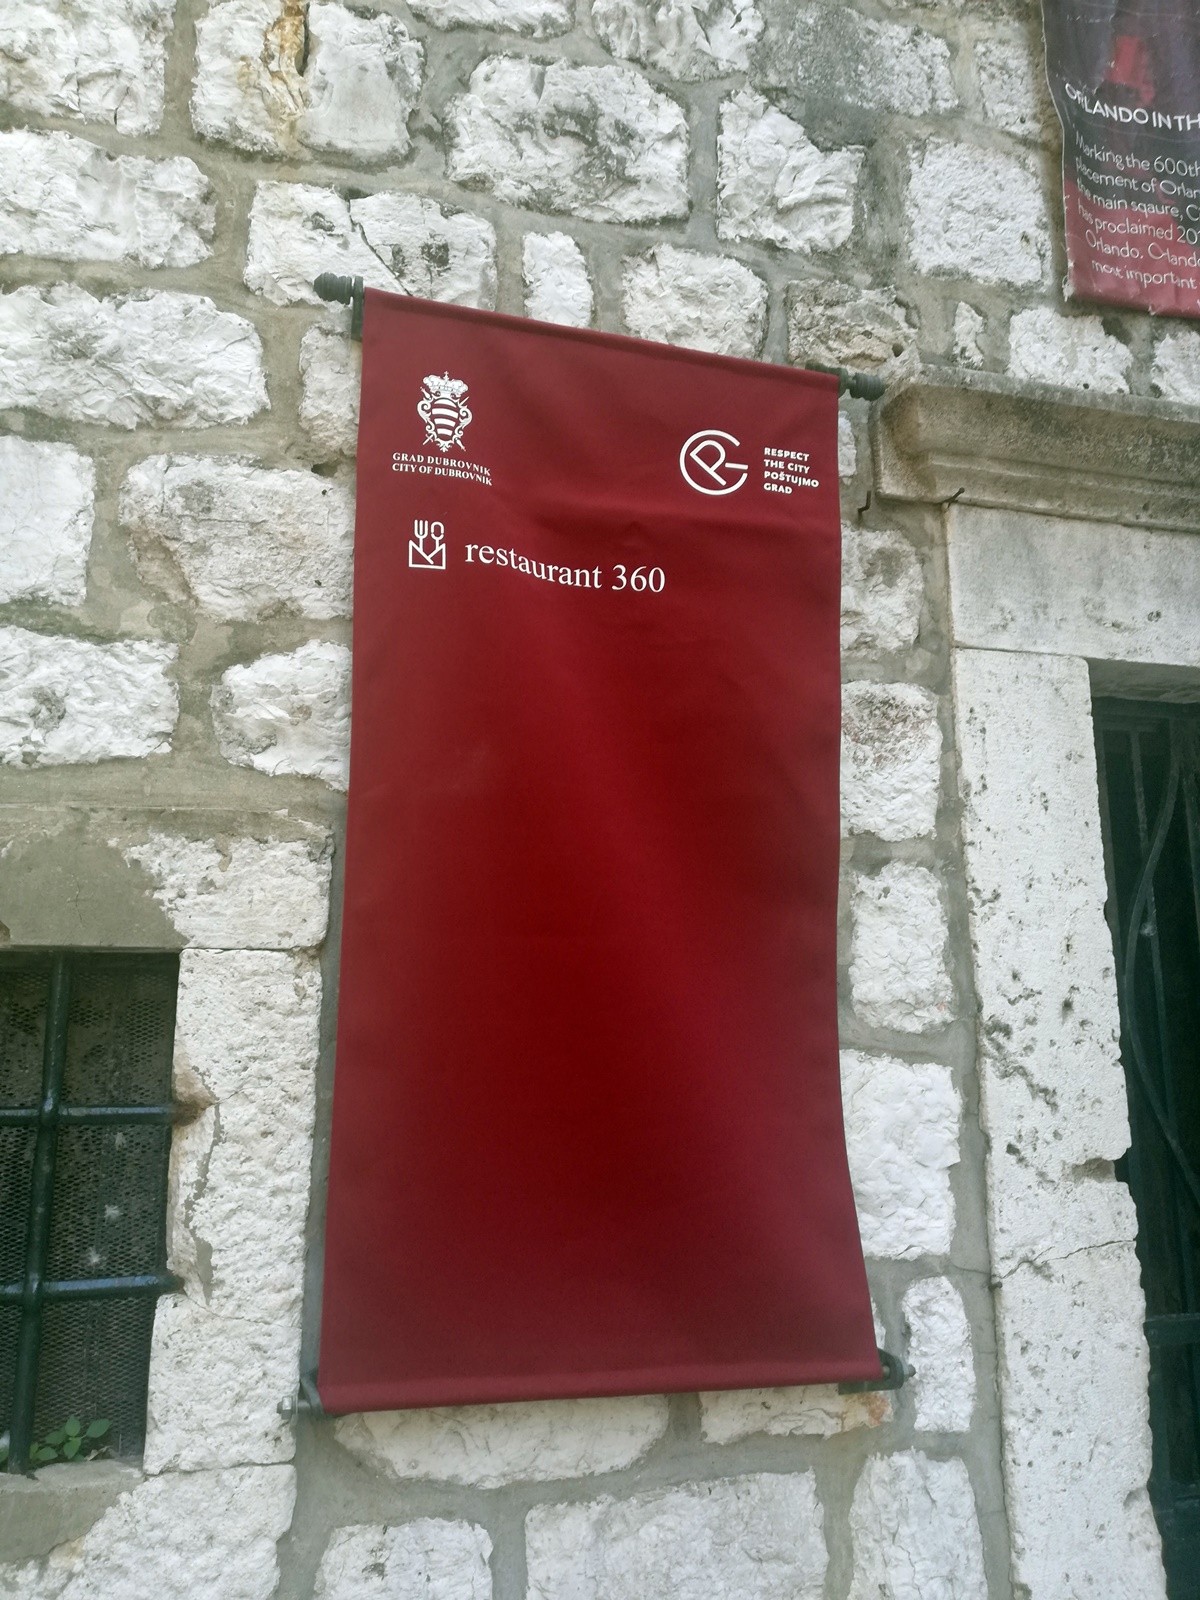 GRAD DUBROVNIK
CITY OF DUBROVNIK
RESPECT
THE CITY
POŠTUJMO
GRAD
restaurant 360
ORLANDO IN TH
Marking the 600th
placement of Orlan
the main sqaure, C
has proclaimed 20
Orlando. Orlando
most important